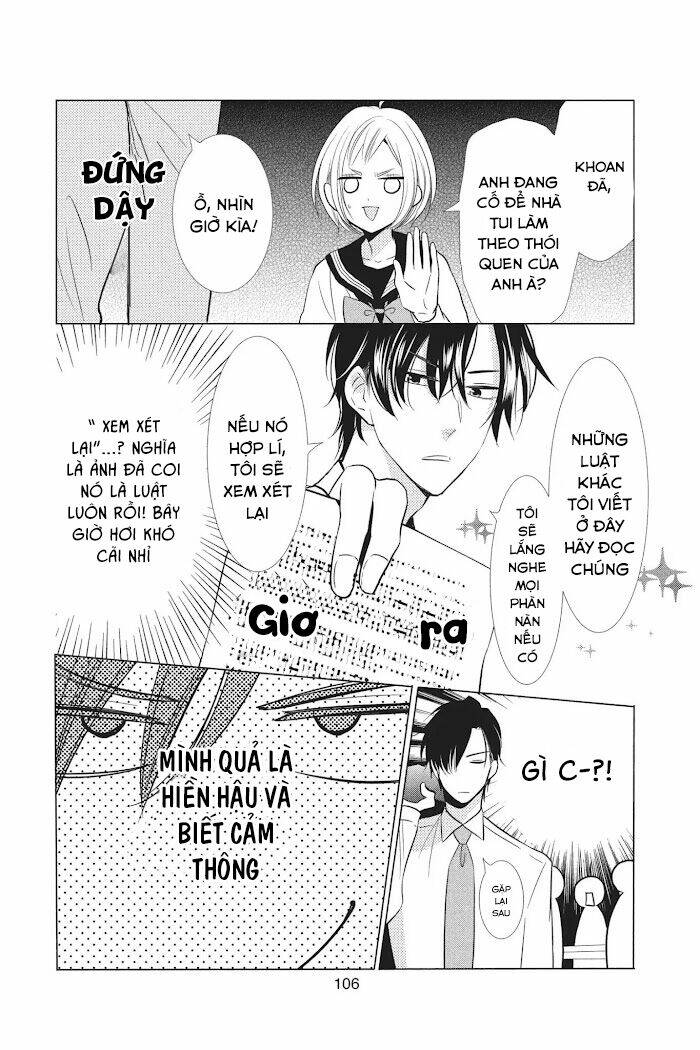 KHOAN
ĐÃ,
ANH ĐANG
CỐ ĐỂ NHÀ
TUI LÀM
THEO THÓI
QUEN CỦA
ANH À?
Ồ, NHÌN
GIỜ KÌA!
ĐỨNG
DẬY
NHỮNG
LUẬT
KHÁC
TÔI VIẾT
Ở ĐÂY
HÃY ĐỌC
CHÚNG
TÔI
SẼ
LẮNG
NGHE MỌI
PHÀN
NÀN NẾU
CÓ
NẾU NÓ
HỢP LÍ,
TÔI SẼ
XEM XÉT
LẠI
“ XEM XÉT
LẠI”...? NGHĨA
LÀ ẢNH ĐÃ COI
NÓ LÀ LUẬT
LUÔN RỒI! BÂY
GIỜ HƠI KHÓ
CÃI NHỈ
Giơ ra
GÌ C-?!
GẶP LẠI
SAU
MÌNH QUẢ LÀ
HIỀN HẬU VÀ
BIẾT CẢM
THÔNG
106